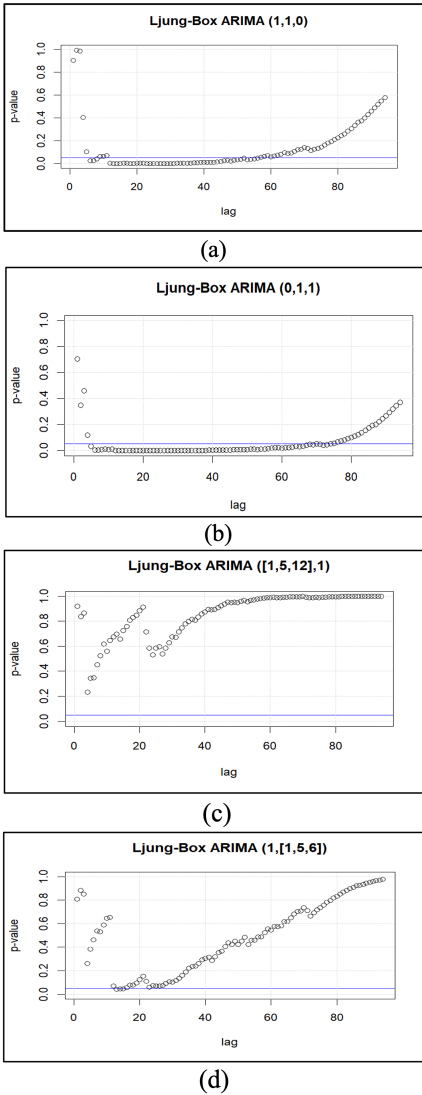 Ljung-Box ARIMA (1,1,0)
p-value
1.0
0.8
0.6
0.4
0.2
0.0
0 20 40 60 80
lag
(a)
Ljung-Box ARIMA (0,1,1)
p-value
1.0
0.8
0.6
0.4
0.2
0.0
0 20 40 60 80
lag
(b)
Ljung-Box ARIMA ([1,5,12],1)
p-value
1.0
0.8
0.6
0.4
0.2
0.0
0 20 40 60 80
lag
(c)
Ljung-Box ARIMA (1,[1,5,6])
p-value
1.0
0.8
0.6
0.4
0.2
0.0
0 20 40 60 80
lag
(d)